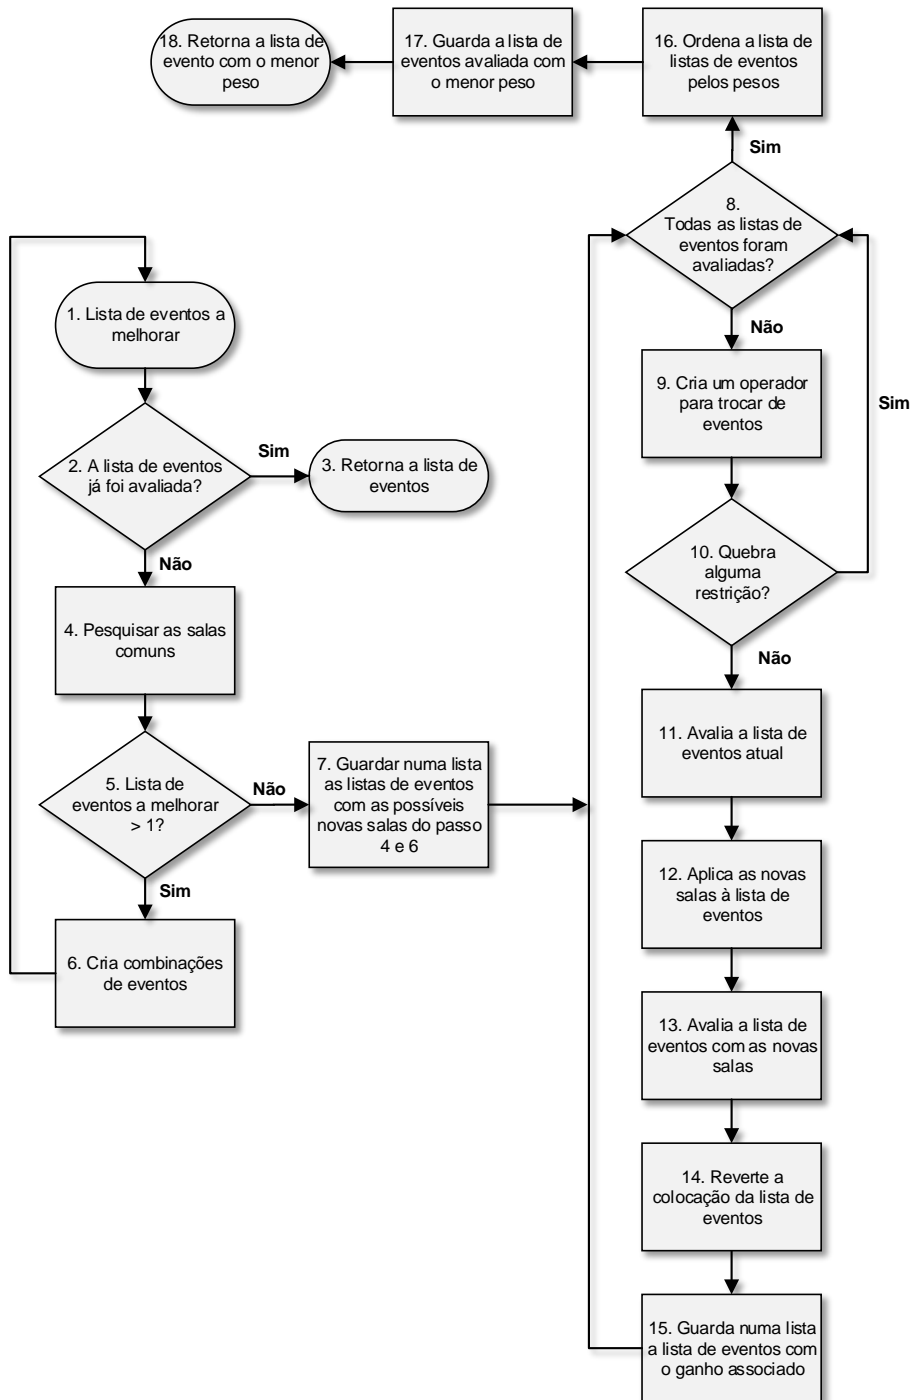 18. Retorna a lista de
evento com o menor
peso
17. Guarda a lista de
eventos avaliada com
o menor peso
16. Ordena a lista de
listas de eventos
pelos pesos
Sim
8.
Todas as listas de
eventos foram
avaliadas?
Não
9. Cria um operador
para trocar de
eventos
Sim
10. Quebra
alguma
restrição?
Não
11. Avalia a lista de
eventos atual
12. Aplica as novas
salas à lista de
eventos
13. Avalia a lista de
eventos com as novas
salas
14. Reverte a
colocação da lista de
eventos
15. Guarda numa lista
a lista de eventos com
o ganho associado
1. Lista de eventos a
melhorar
2. A lista de eventos
já foi avaliada?
Sim
3. Retorna a lista de
eventos
Não
4. Pesquisar as salas
comuns
5. Lista de
eventos a melhorar
> 1?
Não
7. Guardar numa lista
as listas de eventos
com as possíveis
novas salas do passo
4 e 6
Sim
6. Cria combinações
de eventos